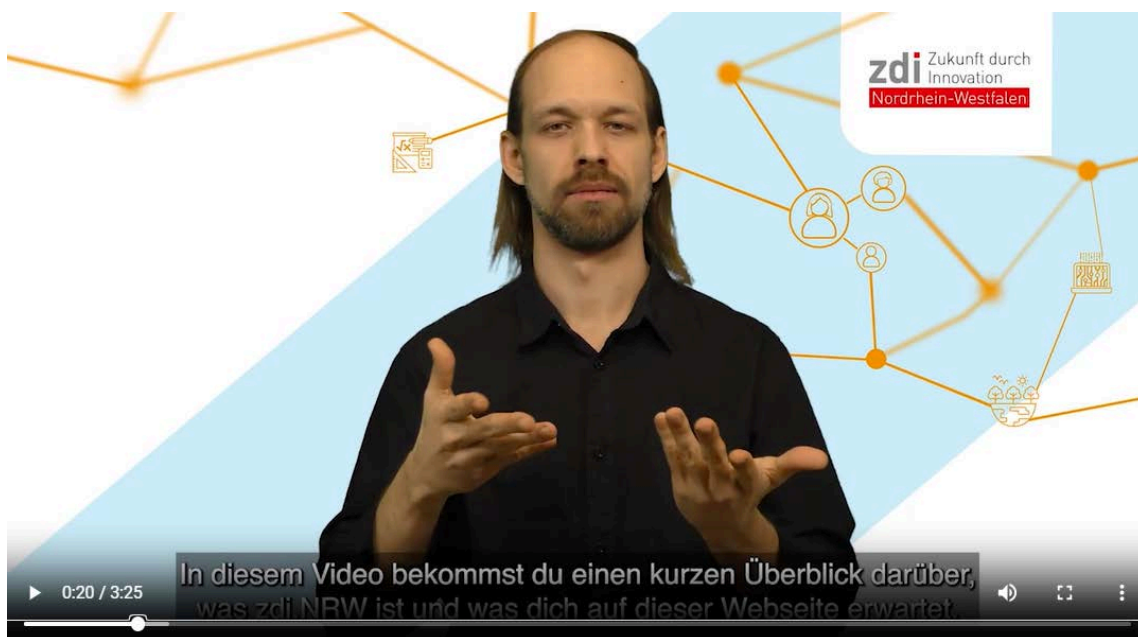 zdi Zukunft durch
Innovation
Nordrhein-Westfalen
√x
In diesem Video bekommst du einen kurzen Überblick darüber,
was zdi.NRW ist und was dich auf dieser Webseite erwartet.
0:20 / 3:25